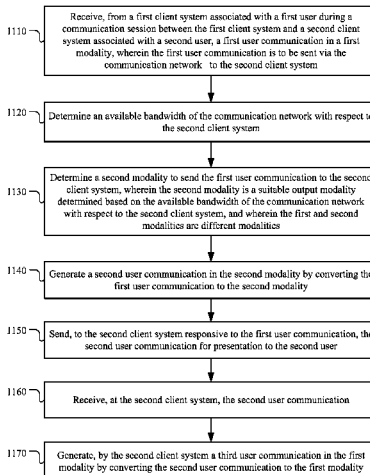 1110
Receive, from a first client system associated with a first user during a
communication session between the first client system and a second client
system associated with a second user, a first user communication in a first
modality, wherein the first user communication is to be sent via the
communication network to the second client system
1120
Determine an available bandwidth of the communication network with respect to
the second client system
1130
Determine a second modality to send the first user communication to the second
client system, wherein the second modality is a suitable output modality
determined based on the available bandwidth of the communication network
with respect to the second client system, and wherein the first and second
modalities are different modalities
1140
Generate a second user communication in the second modality by converting the
first user communication to the second modality
1150
Send, to the second client system responsive to the first user communication, the
second user communication for presentation to the second user
1160
Receive, at the second client system, the second user communication
1170
Generate, by the second client system a third user communication in the first
modality by converting the second user communication to the first modality